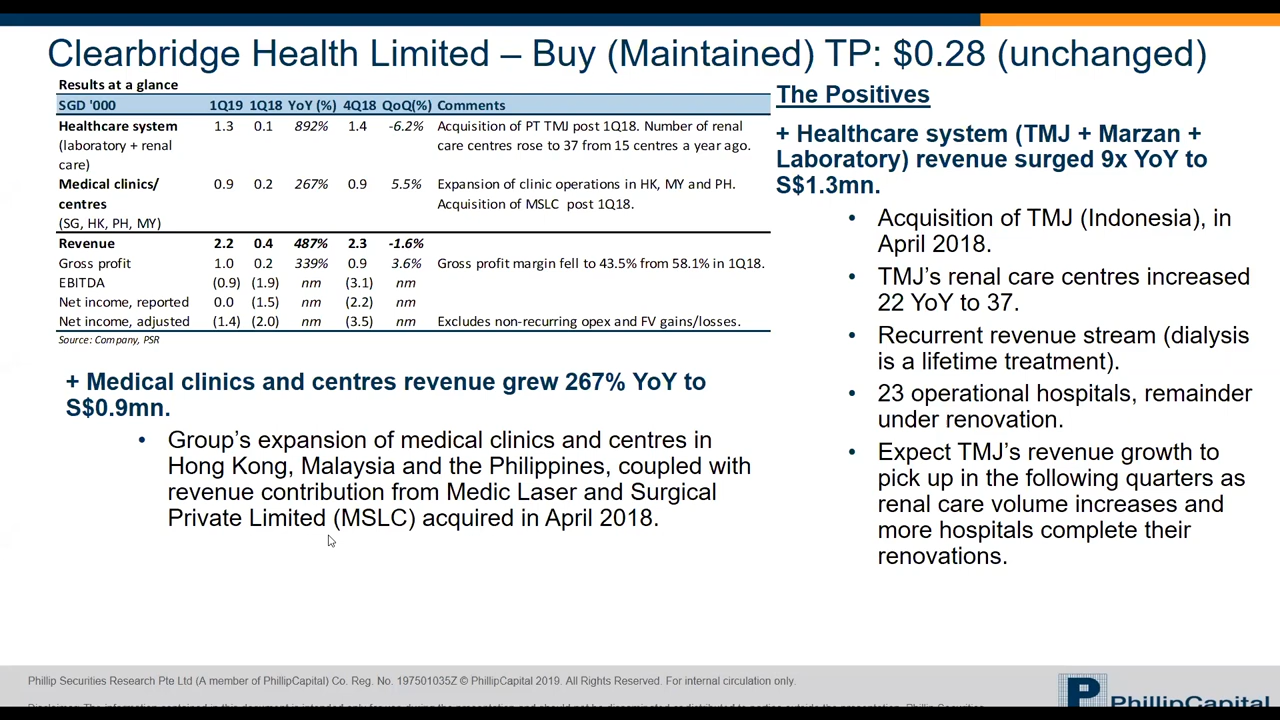 Clearbridge Health Limited – Buy (Maintained) TP: $0.28 (unchanged)
Results at a glance
SGD '000 1Q19 1Q18 YoY (%) 4Q18 QoQ(%) Comments
Healthcare system 1.3 0.1 892% 1.4 -6.2% Acquisition of PT TMJ post 1Q18. Number of renal
(laboratory + renal care centres rose to 37 from 15 centres a year ago.
care)
Medical clinics/ 0.9 0.2 267% 0.9 5.5% Expansion of clinic operations in HK, MY and PH.
centres Acquisition of MSLC post 1Q18.
(SG, HK, PH, MY)
Revenue 2.2 0.4 487% 2.3 -1.6%
Gross profit 1.0 0.2 339% 0.9 3.6% Gross profit margin fell to 43.5% from 58.1% in 1Q18.
EBITDA (0.9) (1.9) nm (3.1) nm
Net income, reported 0.0 (1.5) nm (2.2) nm
Net income, adjusted (1.4) (2.0) nm (3.5) nm Excludes non-recurring opex and FV gains/losses.
Source: Company, PSR
+ Medical clinics and centres revenue grew 267% YoY to
S$0.9mn.
• Group's expansion of medical clinics and centres in
Hong Kong, Malaysia and the Philippines, coupled with
revenue contribution from Medic Laser and Surgical
Private Limited (MSLC) acquired in April 2018.
The Positives
+ Healthcare system (TMJ + Marzan +
Laboratory) revenue surged 9x YoY to
S$1.3mn.
• Acquisition of TMJ (Indonesia), in
April 2018.
• TMJ's renal care centres increased
22 YoY to 37.
• Recurrent revenue stream (dialysis
is a lifetime treatment).
• 23 operational hospitals, remainder
under renovation.
• Expect TMJ's revenue growth to
pick up in the following quarters as
renal care volume increases and
more hospitals complete their
renovations.
Phillip Securities Research Pte Ltd (A member of PhillipCapital) Co. Reg. No. 197501035Z © PhillipCapital 2019. All Rights Reserved. For internal circulation only.
PhillipCapital